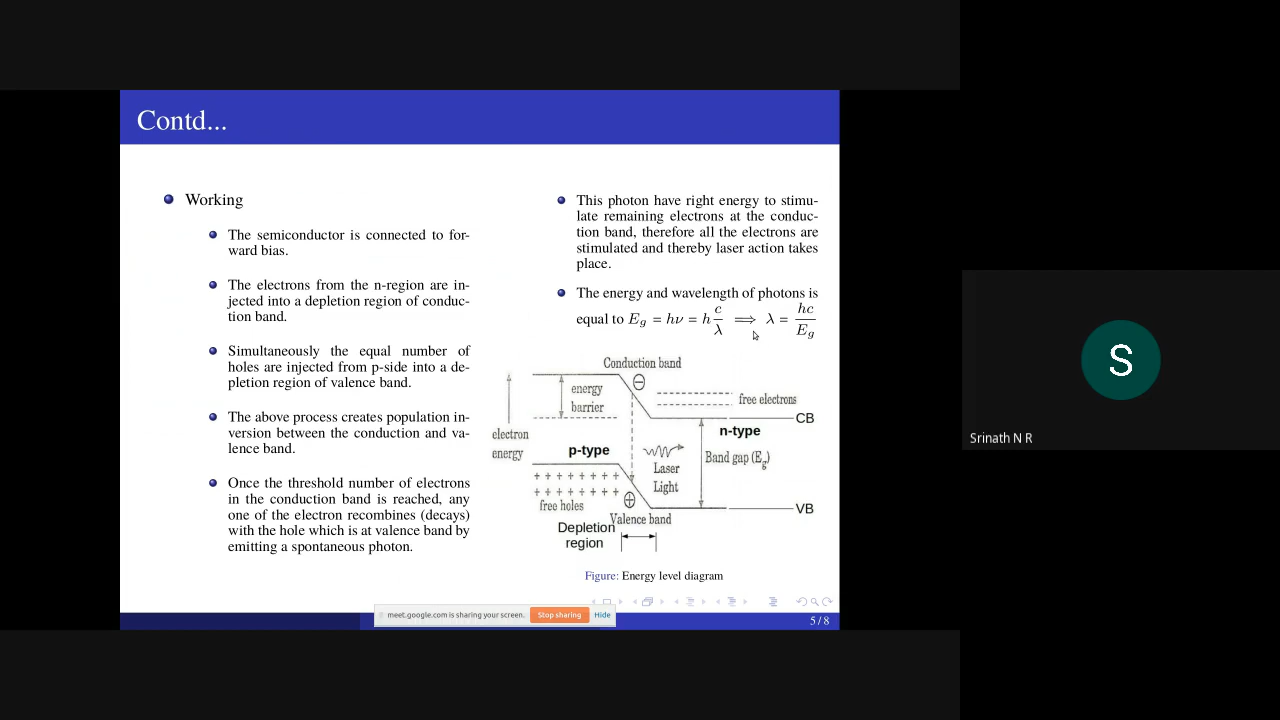 Contd...
Working
The semiconductor is connected to for-
ward bias.
The electrons from the n-region are in-
jected into a depletion region of conduc-
tion band.
Simultaneously the equal number of
holes are injected from p-side into a de-
pletion region of valence band.
The above process creates population in-
version between the conduction and va-
lence band.
Once the threshold number of electrons
in the conduction band is reached, any
one of the electron recombines (decays)
with the hole which is at valence band by
emitting a spontaneous photon.
This photon have right energy to stimu-
late remaining electrons at the conduc-
tion band, therefore all the electrons are
stimulated and thereby laser action takes
place.
The energy and wavelength of photons is
equal to E_g = hν = h c/λ ⟹ λ = hc/E_g
Conduction band
energy
barrier
free electrons
CB
n-type
electron
energy
p-type
Band gap (E_g)
Laser
Light
+ + + + + + +
+ + + + + + +
free holes
VB
Valence band
Depletion
region
Figure: Energy level diagram
meet.google.com is sharing your screen. Stop sharing Hide
5 / 8
S
Srinath N R